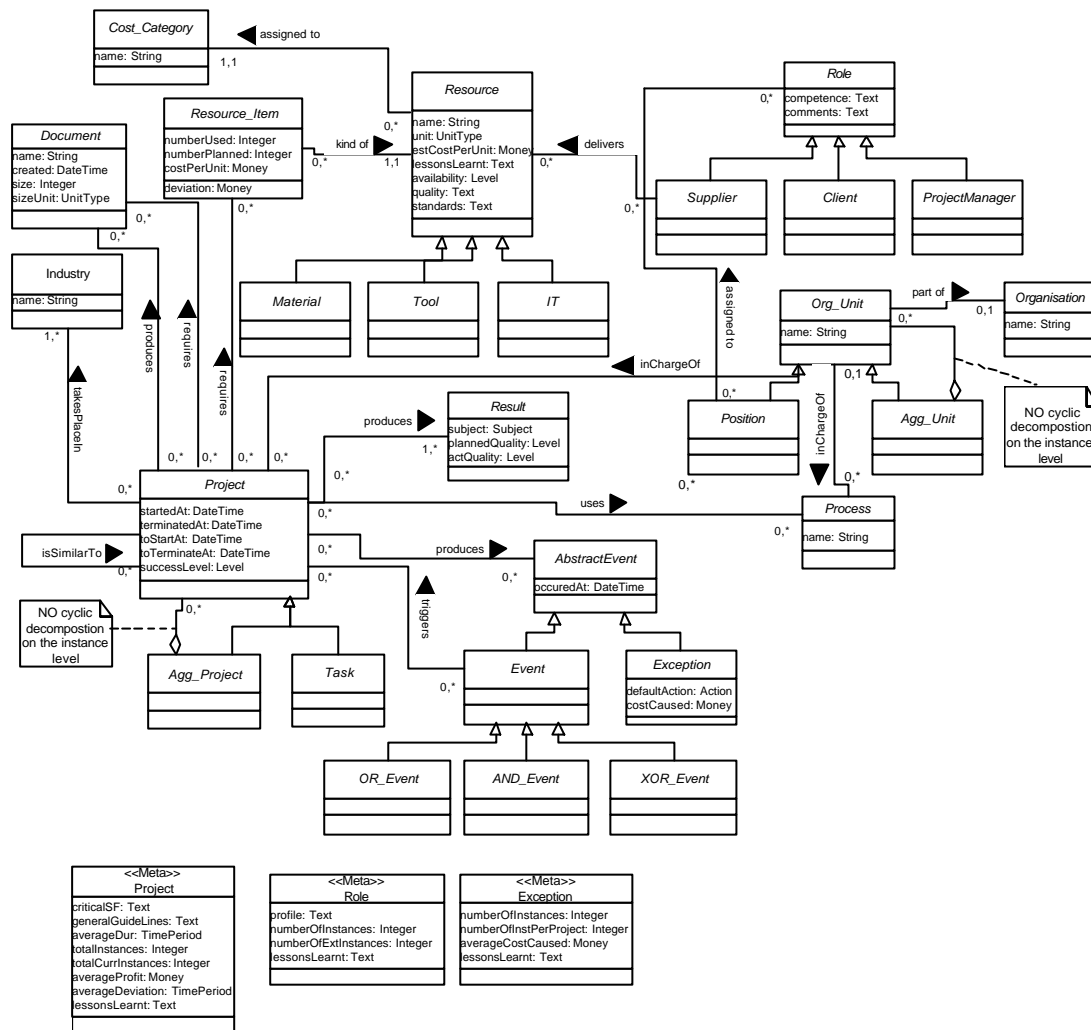 Cost_Category
name: String
assigned to
1,1
0,*
Resource
name: String
unit: UnitType
estCostPerUnit: Money
lessonsLearnt: Text
availability: Level
quality: Text
standards: Text
Role
competence: Text
comments: Text
0,*
Resource_Item
numberUsed: Integer
numberPlanned: Integer
costPerUnit: Money
deviation: Money
kind of
0,*
1,1
delivers
0,*
0,*
Document
name: String
created: DateTime
size: Integer
sizeUnit: UnitType
0,*
0,*
0,*
Supplier
Client
ProjectManager
Industry
name: String
1,*
Material
Tool
IT
assigned to
0,*
Org_Unit
name: String
part of
0,*
0,1
Organisation
name: String
takesPlaceIn
produces
requires
requires
inChargeOf
0,1
inChargeOf
Position
0,*
Agg_Unit
NO cyclic
decompostion
on the instance
level
Result
subject: Subject
plannedQuality: Level
actQuality: Level
produces
1,*
0,*
0,*
0,*
0,*
0,*
Project
startedAt: DateTime
terminatedAt: DateTime
toStartAt: DateTime
toTerminateAt: DateTime
successLevel: Level
0,*
0,*
uses
0,*
0,*
Process
name: String
isSimilarTo
0,*
0,*
produces
0,*
AbstractEvent
occuredAt: DateTime
0,*
triggers
0,*
NO cyclic
decompostion
on the instance
level
0,*
Agg_Project
Task
Event
Exception
defaultAction: Action
costCaused: Money
OR_Event
AND_Event
XOR_Event
<<Meta>>
Project
criticalSF: Text
generalGuideLines: Text
averageDur: TimePeriod
totalInstances: Integer
totalCurrInstances: Integer
averageProfit: Money
averageDeviation: TimePeriod
lessonsLearnt: Text
<<Meta>>
Role
profile: Text
numberOfInstances: Integer
numberOfExtInstances: Integer
lessonsLearnt: Text
<<Meta>>
Exception
numberOfInstances: Integer
numberOfInstPerProject: Integer
averageCostCaused: Money
lessonsLearnt: Text